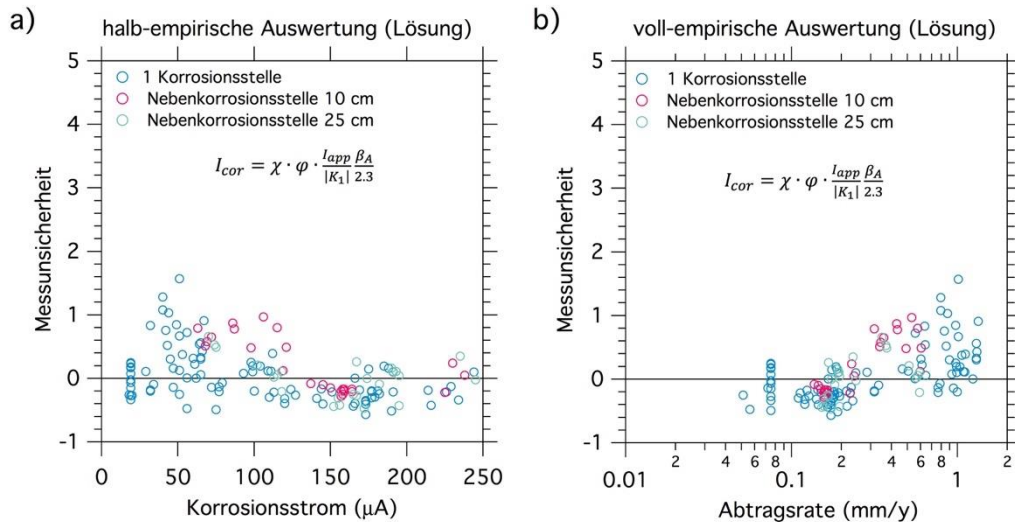 a)
halb-empirische Auswertung (Lösung)
5
4
3
2
1
0
-1
Messunsicherheit
1 Korrosionsstelle
Nebenkorrosionsstelle 10 cm
Nebenkorrosionsstelle 25 cm
I_cor = χ · φ · I_app/|K_1| β_A/2.3
0 50 100 150 200 250
Korrosionsstrom (µA)
b)
voll-empirische Auswertung (Lösung)
5
4
3
2
1
0
-1
Messunsicherheit
1 Korrosionsstelle
Nebenkorrosionsstelle 10 cm
Nebenkorrosionsstelle 25 cm
I_cor = χ · φ · I_app/|K_1| β_A/2.3
0.01 2 4 6 8 0.1 2 4 6 8 1 2
Abtragsrate (mm/y)